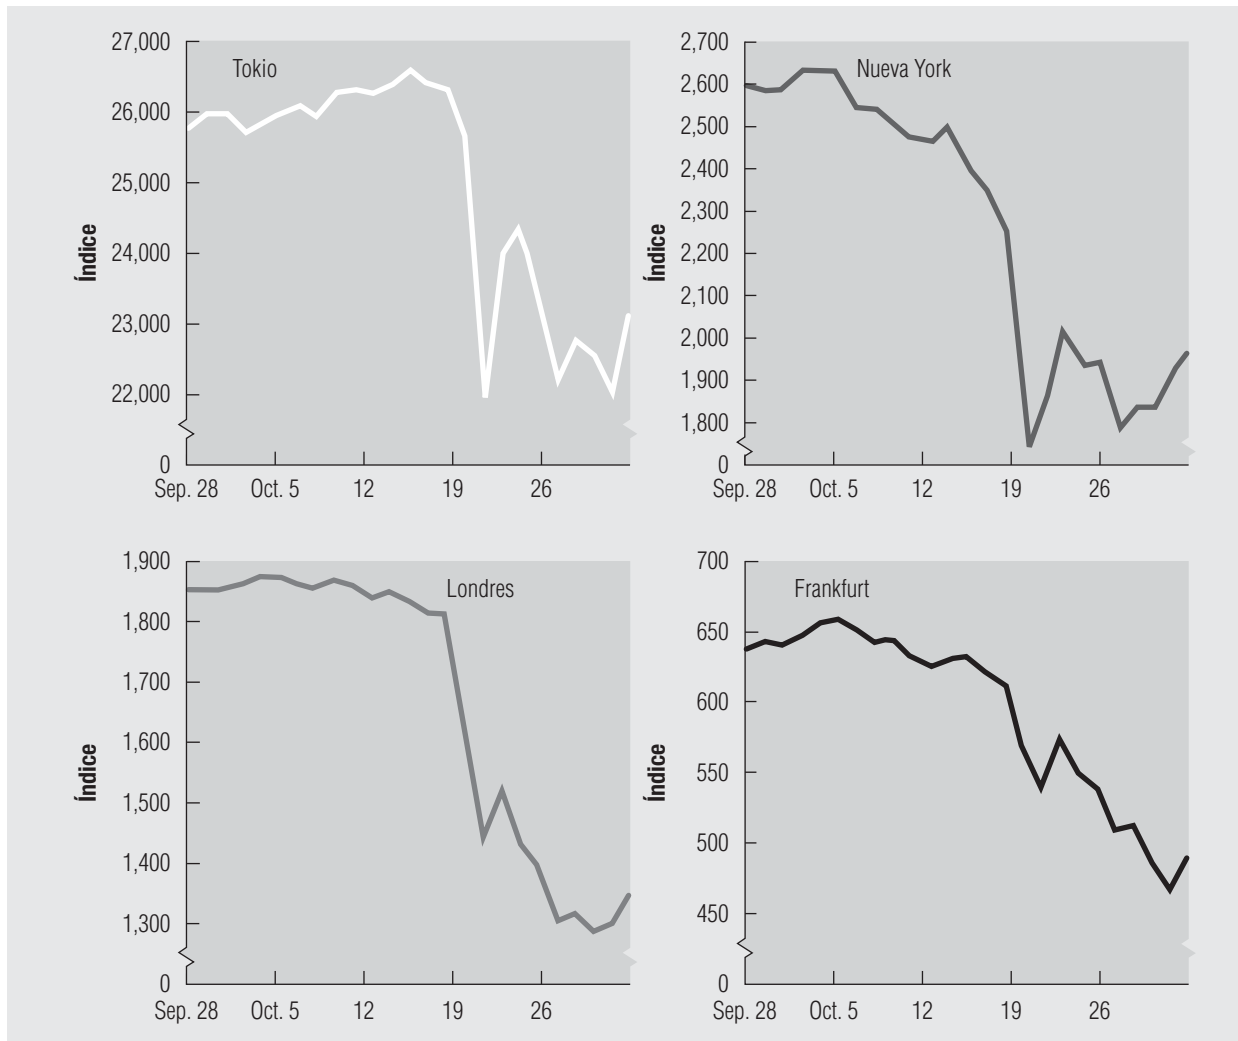 Tokio
27,000
26,000
25,000
24,000
23,000
22,000
0
Índice
Sep. 28 Oct. 5 12 19 26
Nueva York
2,700
2,600
2,500
2,400
2,300
2,200
2,100
2,000
1,900
1,800
0
Índice
Sep. 28 Oct. 5 12 19 26
Londres
1,900
1,800
1,700
1,600
1,500
1,400
1,300
0
Índice
Sep. 28 Oct. 5 12 19 26
Frankfurt
700
650
600
550
500
450
0
Índice
Sep. 28 Oct. 5 12 19 26